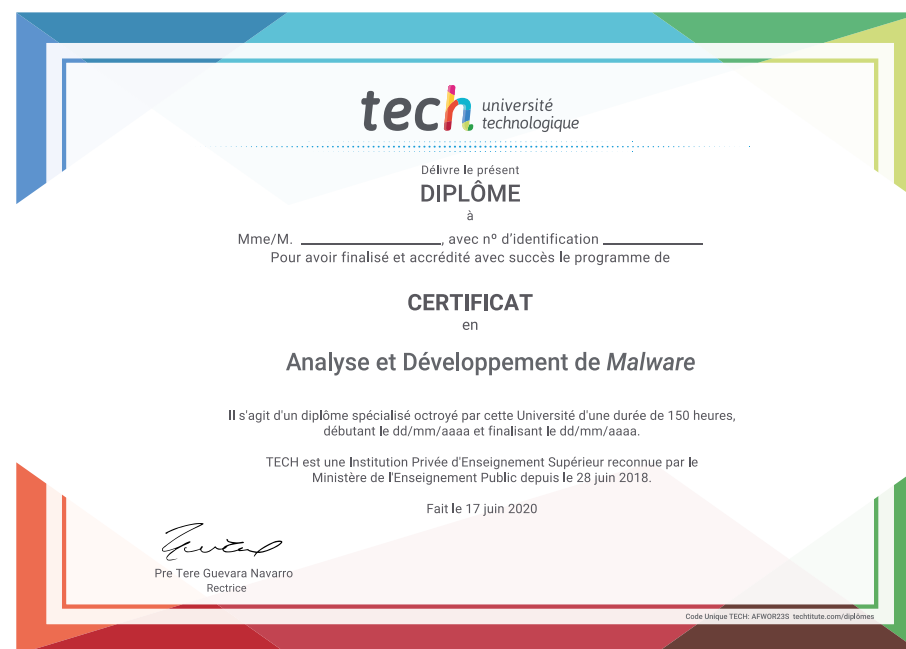 tech université
technologique
Délivre le présent
DIPLÔME
à
Mme/M. ____________________, avec nº d'identification ______________
Pour avoir finalisé et accrédité avec succès le programme de
CERTIFICAT
en
Analyse et Développement de Malware
Il s'agit d'un diplôme spécialisé octroyé par cette Université d'une durée de 150 heures,
débutant le dd/mm/aaaa et finalisant le dd/mm/aaaa.
TECH est une Institution Privée d'Enseignement Supérieur reconnue par le
Ministère de l'Enseignement Public depuis le 28 juin 2018.
Fait le 17 juin 2020
Pre Tere Guevara Navarro
Rectrice
Code Unique TECH: AFWOR23S techtitute.com/diplômes